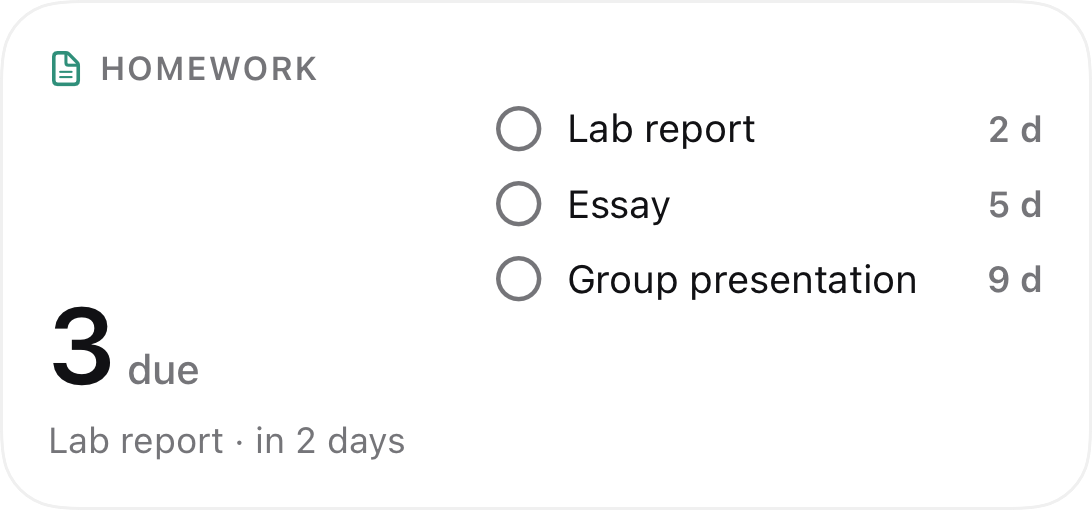 HOMEWORK
Lab report 2 d
Essay 5 d
Group presentation 9 d
3 due
Lab report · in 2 days